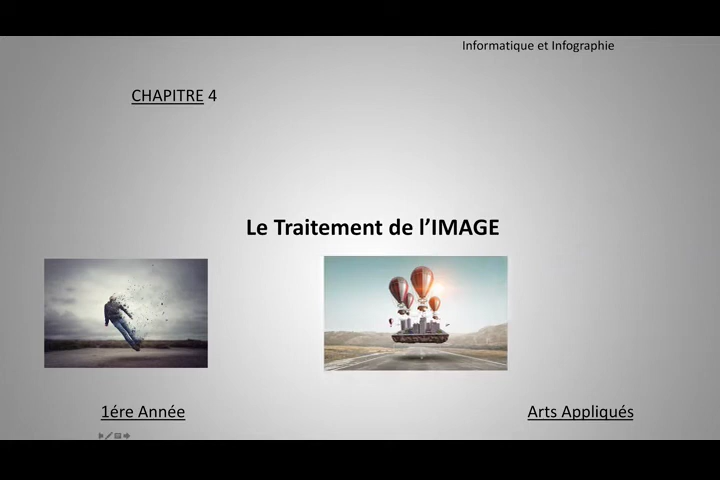 Informatique et Infographie
CHAPITRE 4
Le Traitement de l’IMAGE
1ére Année
Arts Appliqués